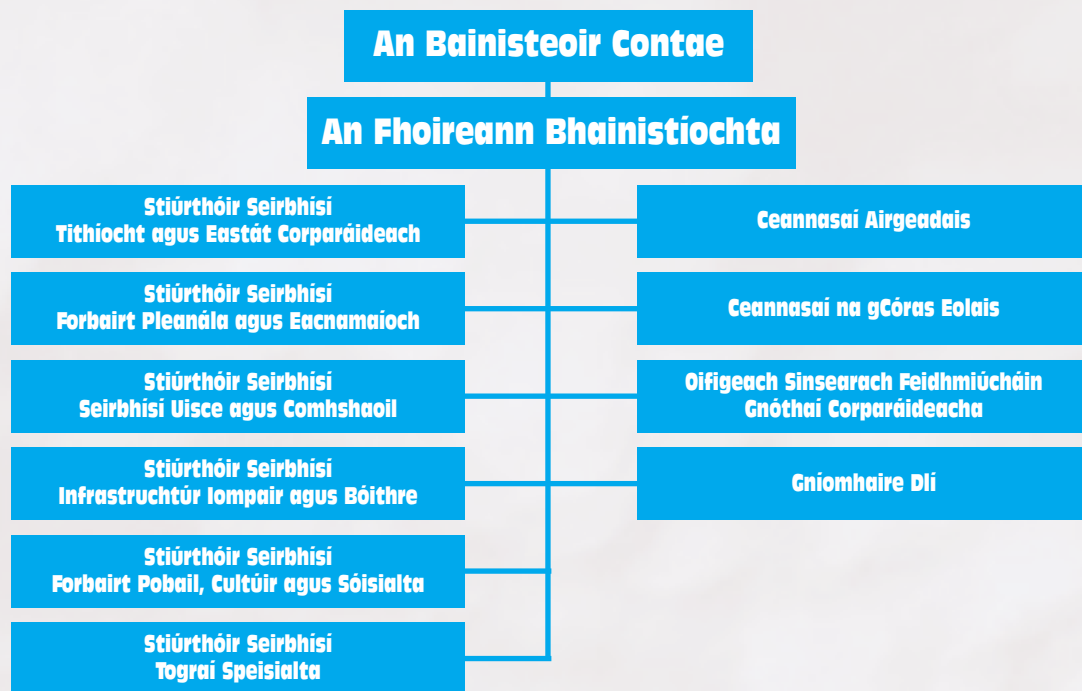 An Bainisteoir Contae
An Fhoireann Bhainistíochta
Stiúrthóir Seirbhísí
Tithíocht agus Eastát Corparáideach
Stiúrthóir Seirbhísí
Forbairt Pleanála agus Eacnamaíoch
Stiúrthóir Seirbhísí
Seirbhísí Uisce agus Comhshaoil
Stiúrthóir Seirbhísí
Infrastruchtúr Iompair agus Bóithre
Stiúrthóir Seirbhísí
Forbairt Pobail, Cultúir agus Sóisialta
Stiúrthóir Seirbhísí
Tograí Speisialta
Ceannasaí Airgeadais
Ceannasaí na gCóras Eolais
Oifigeach Sinsearach Feidhmiúcháin
Gnóthaí Corparáideacha
Gníomhaire Dlí